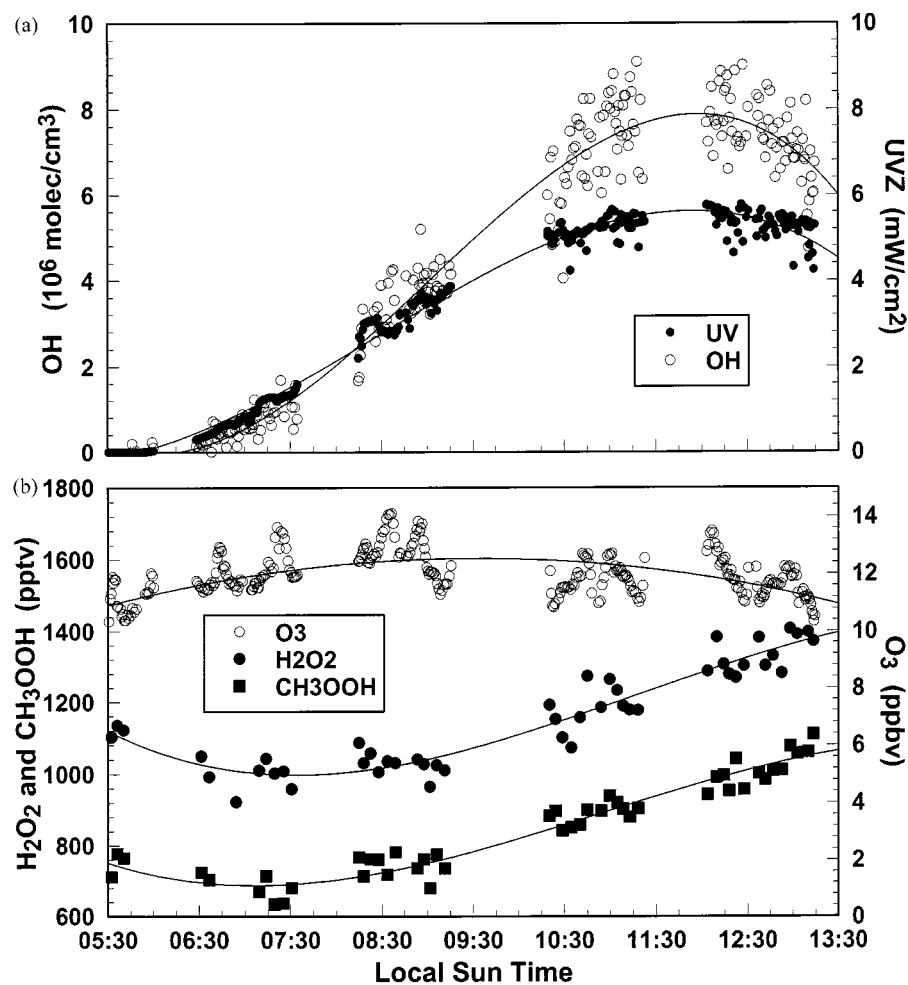 (a)
10
8
6
4
2
0
OH (10⁶ molec/cm³)
10
8
6
4
2
0
UVZ (mW/cm²)
UV
OH
(b)
1800
1600
1400
1200
1000
800
600
H₂O₂ and CH₃OOH (pptv)
14
12
10
8
6
4
2
0
O₃ (ppbv)
O3
H2O2
CH3OOH
05:30 06:30 07:30 08:30 09:30 10:30 11:30 12:30 13:30
Local Sun Time